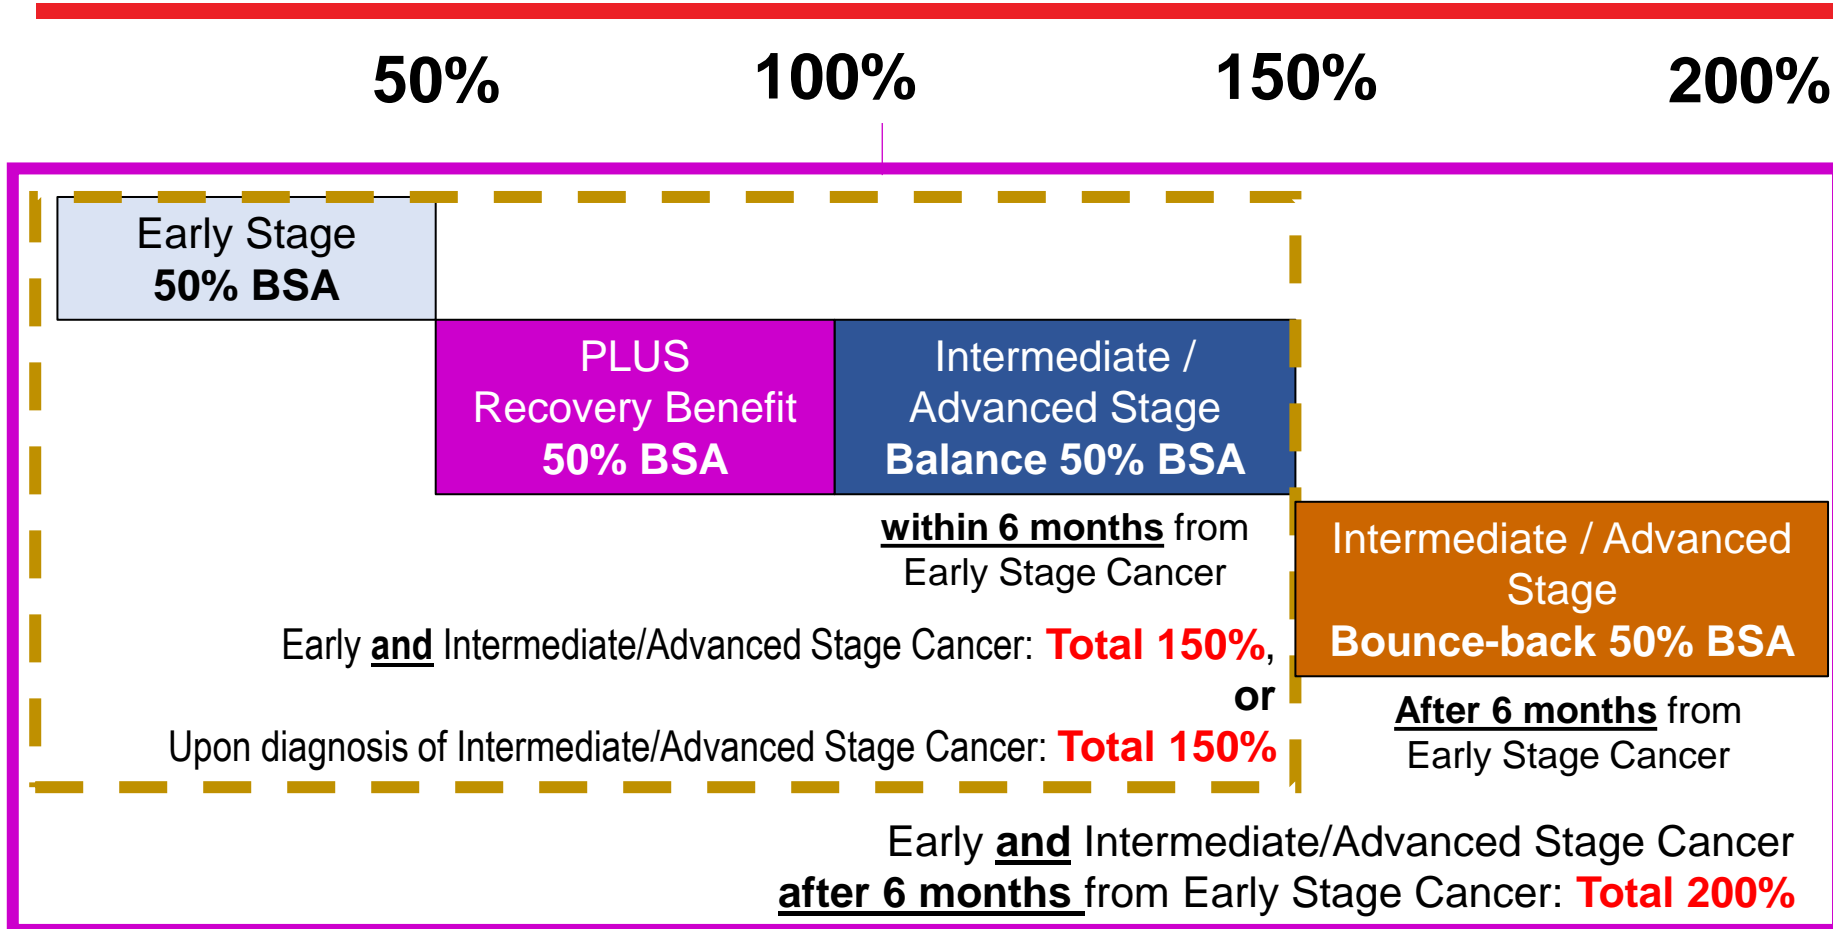 50% 100% 150% 200%
Early Stage
50% BSA
PLUS
Recovery Benefit
50% BSA
Intermediate /
Advanced Stage
Balance 50% BSA
within 6 months from
Early Stage Cancer
Intermediate / Advanced
Stage
Bounce-back 50% BSA
After 6 months from
Early Stage Cancer
Early and Intermediate/Advanced Stage Cancer: Total 150%,
or
Upon diagnosis of Intermediate/Advanced Stage Cancer: Total 150%
Early and Intermediate/Advanced Stage Cancer
after 6 months from Early Stage Cancer: Total 200%